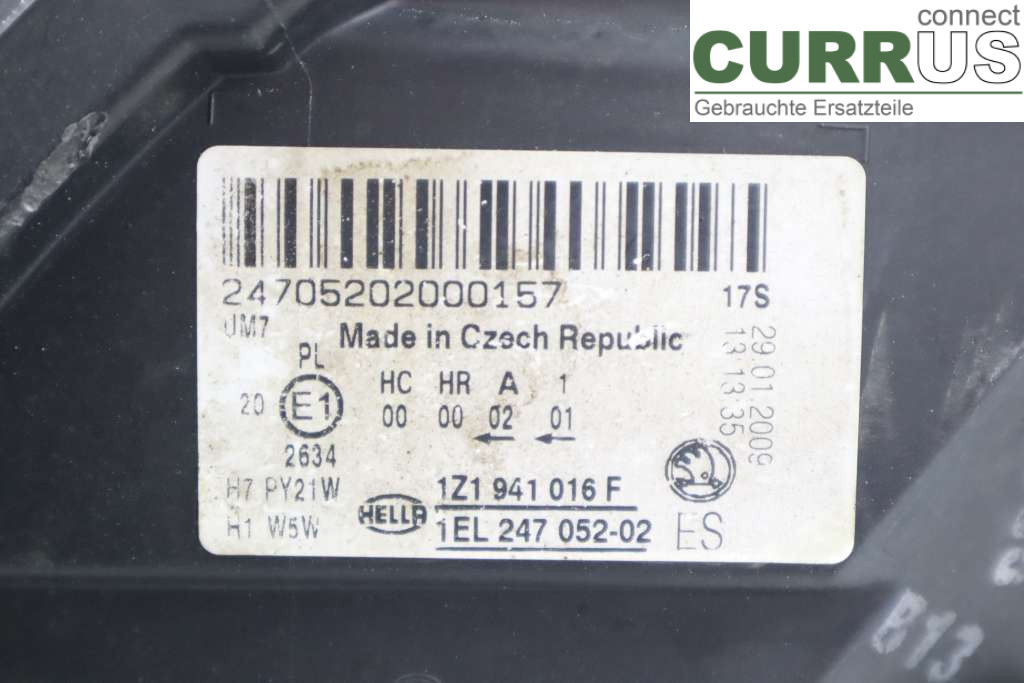 connect
CURRUS
Gebrauchte Ersatzteile
24705202000157 17S
UM7 Made in Czech Republic
29.01.2009
13 13 35
PL
HC HR A 1
20 E1 00 00 02 01
2634
H7 PY21W
H1 W5W
HELLA
1Z1 941 016 F
1EL 247 052-02
ES
B13